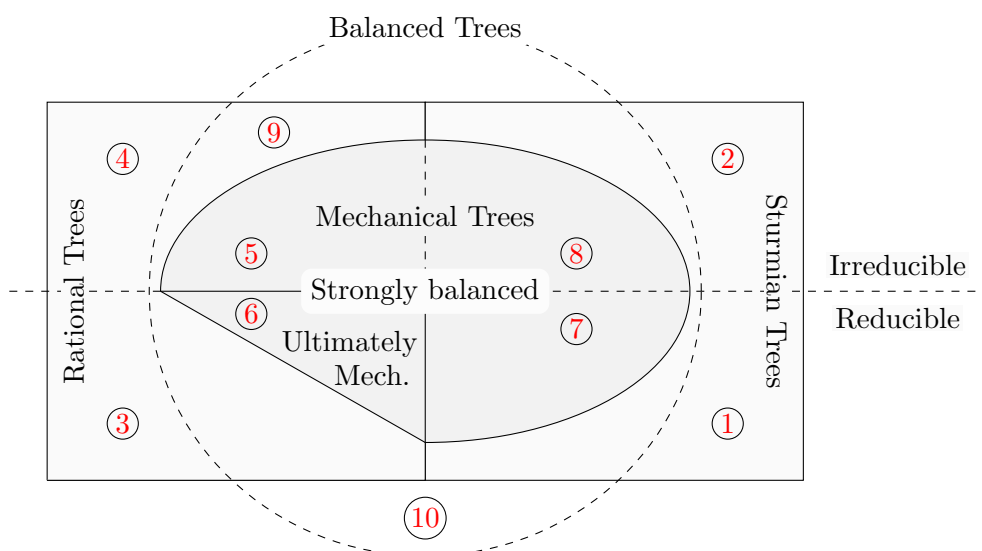 Balanced Trees
9
4
2
Rational Trees
Sturmian Trees
Mechanical Trees
5
8
Irreducible
Strongly balanced
6
7
Reducible
Ultimately
Mech.
3
1
10